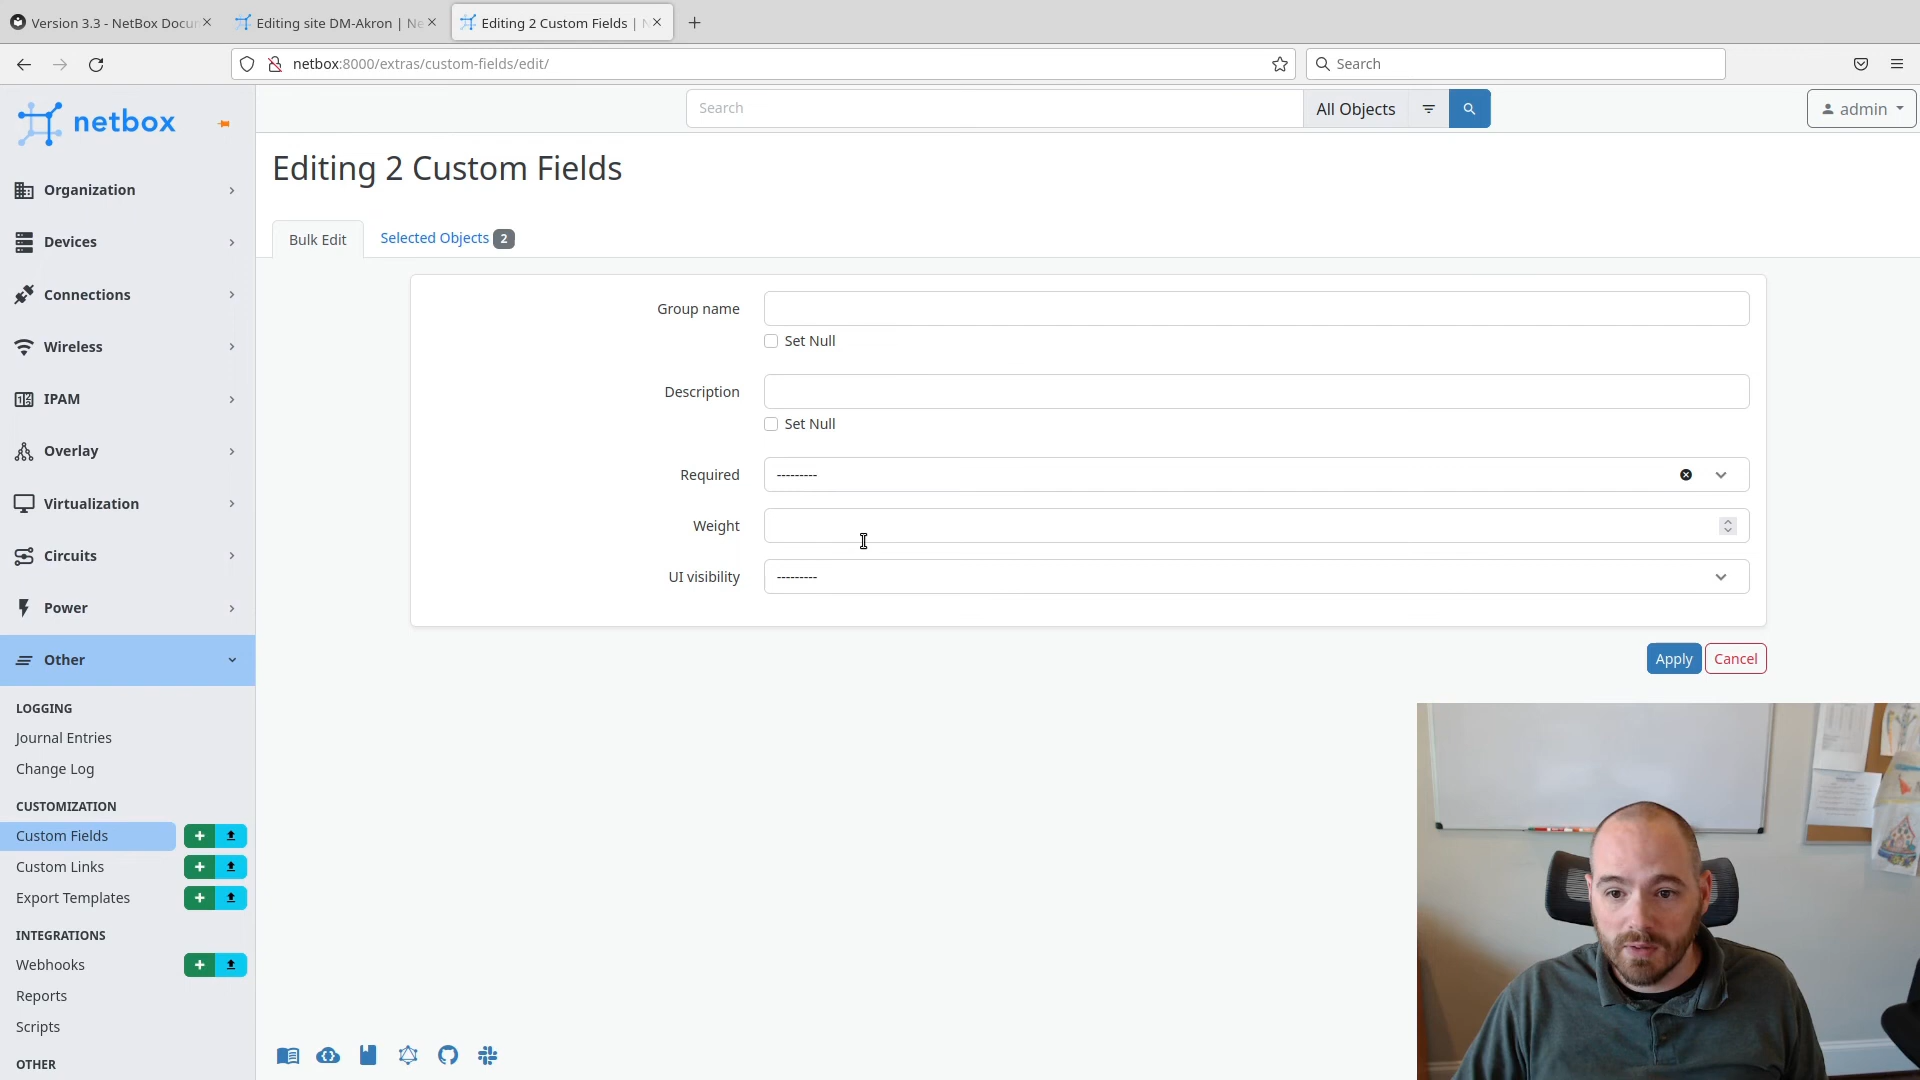 Version 3.3 - NetBox Docu
Editing site DM-Akron | Ne
Editing 2 Custom Fields |
netbox:8000/extras/custom-fields/edit/
Search
netbox
Search
All Objects
admin
Editing 2 Custom Fields
Bulk Edit
Selected Objects 2
Organization
Devices
Connections
Wireless
IPAM
Overlay
Virtualization
Circuits
Power
Other
LOGGING
Journal Entries
Change Log
CUSTOMIZATION
Custom Fields
Custom Links
Export Templates
INTEGRATIONS
Webhooks
Reports
Scripts
OTHER
Group name
Set Null
Description
Set Null
Required
---------
Weight
UI visibility
---------
Apply
Cancel